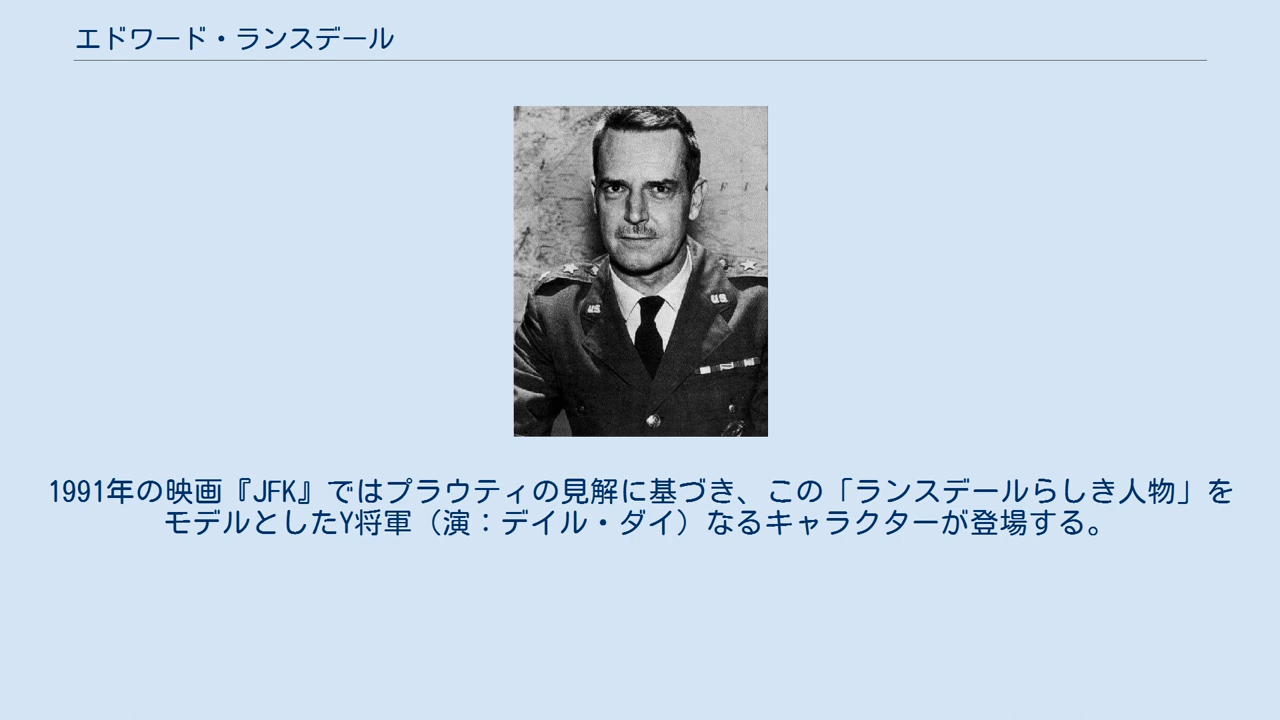 エドワード・ランスデール
F I
US
US
1991年の映画『JFK』ではプラウティの見解に基づき、この「ランスデールらしき人物」を
モデルとしたY将軍（演：デイル・ダイ）なるキャラクターが登場する。